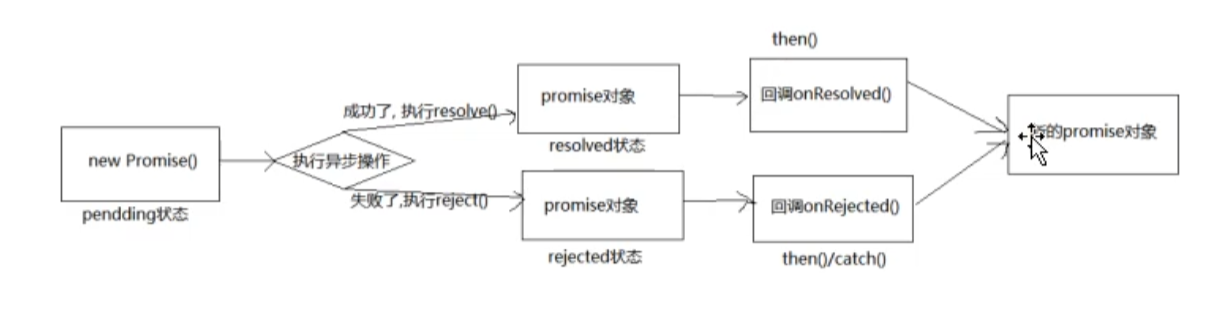 then()
promise对象
回调onResolved()
成功了, 执行resolve()
的promise对象
resolved状态
new Promise()
执行异步操作
pendding状态
失败了,执行reject()
promise对象
回调onRejected()
rejected状态
then()/catch()